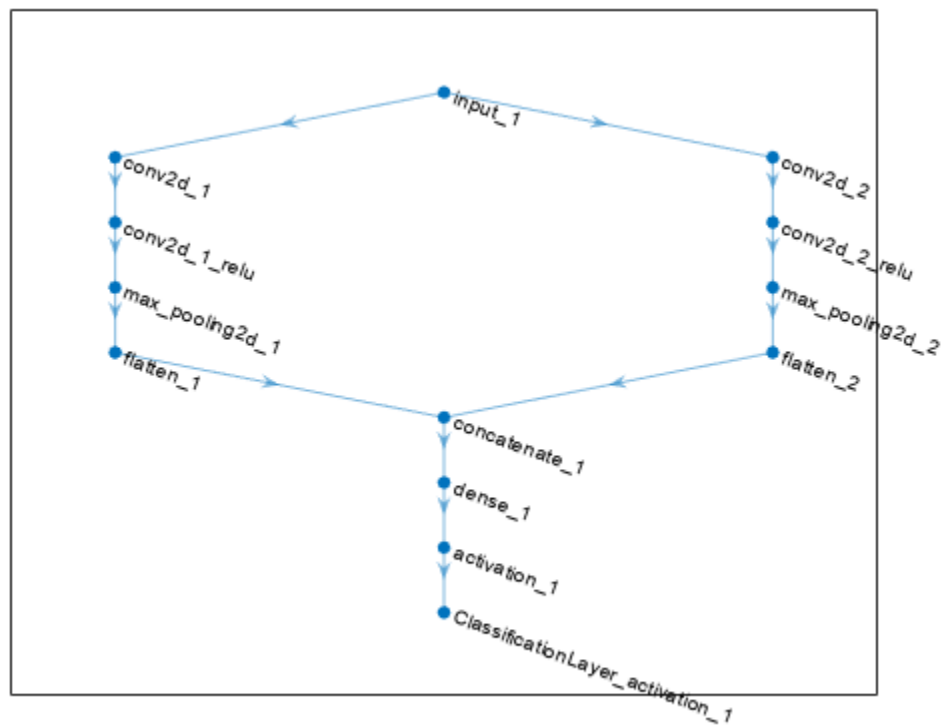 input_1
conv2d_1
conv2d_2
conv2d_1_relu
conv2d_2_relu
max_pooling2d_1
max_pooling2d_2
flatten_1
flatten_2
concatenate_1
dense_1
activation_1
ClassificationLayer_activation_1